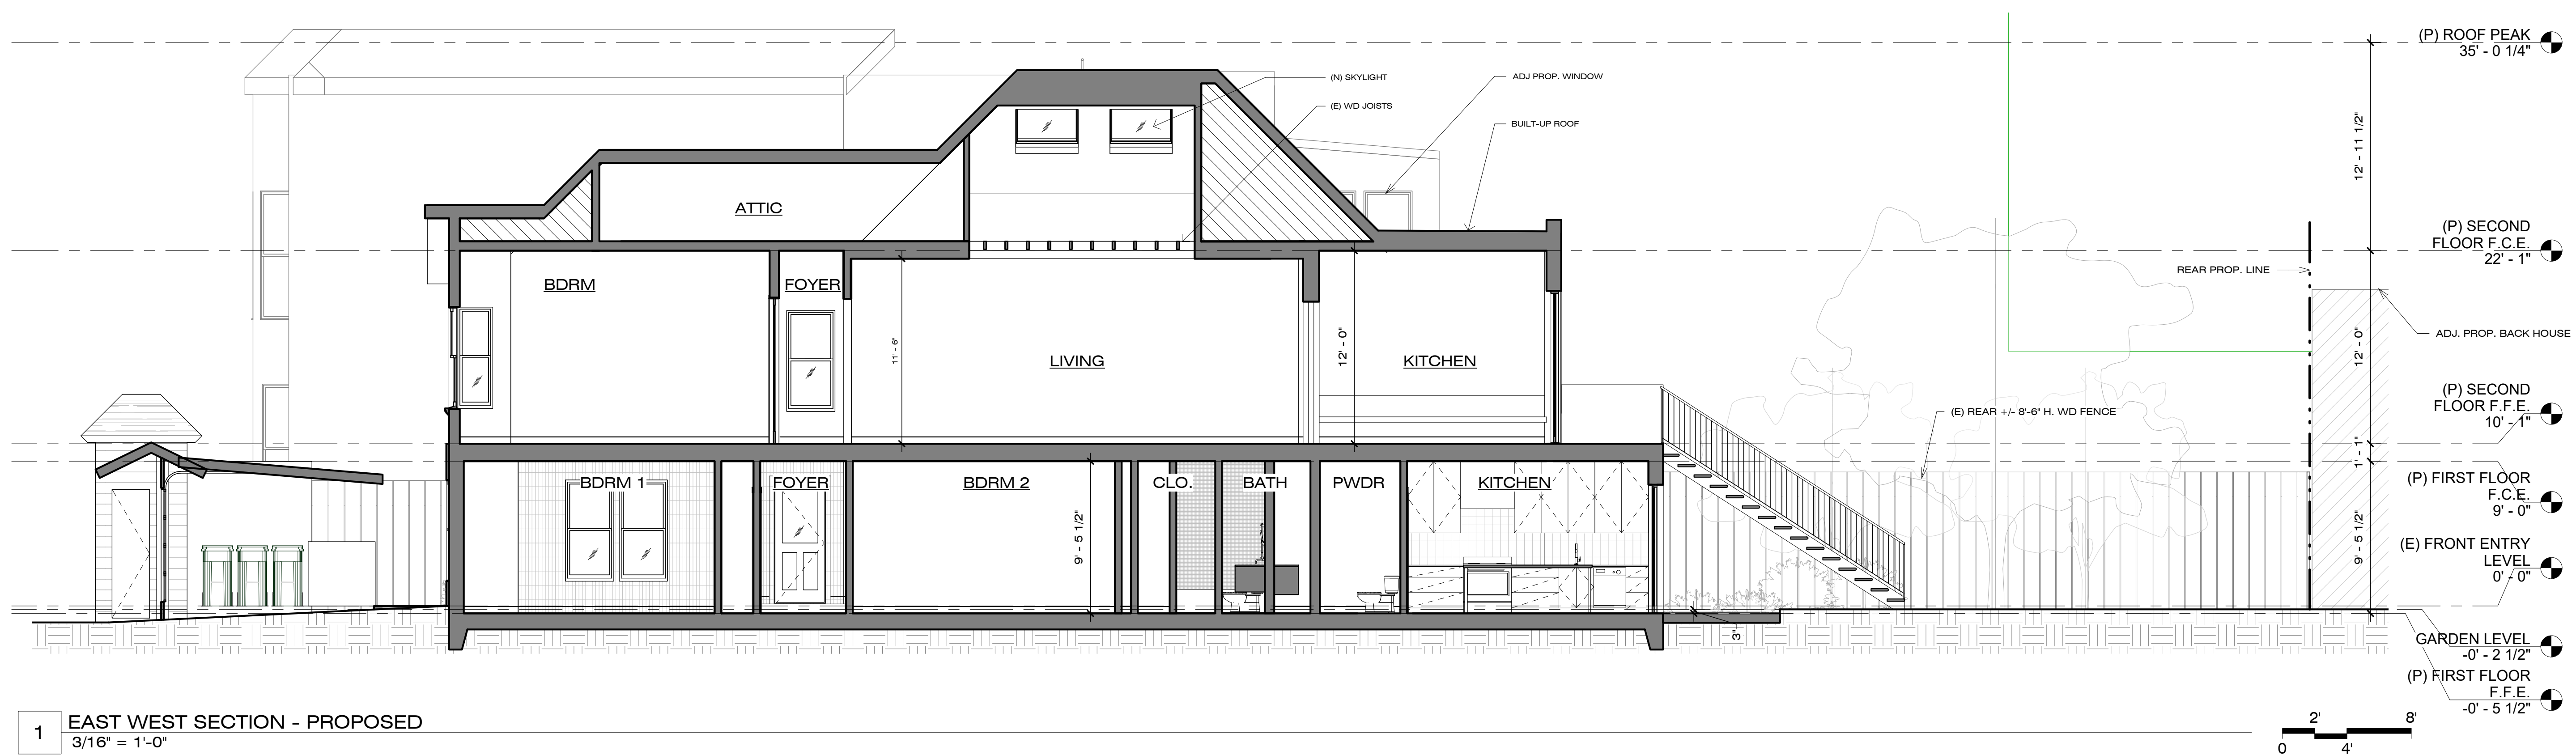 (P) ROOF PEAK
35' - 0 1/4"
(N) SKYLIGHT
ADJ PROP. WINDOW
(E) WD JOISTS
BUILT-UP ROOF
12' - 11 1/2"
ATTIC
(P) SECOND
FLOOR F.C.E.
22' - 1"
REAR PROP. LINE
BDRM
FOYER
ADJ. PROP. BACK HOUSE
11' - 6"
12' - 0"
12' - 0"
LIVING
KITCHEN
(P) SECOND
FLOOR F.F.E.
10' - 1"
(E) REAR +/- 8'-6" H. WD FENCE
1' - 1"
BDRM 1
FOYER
BDRM 2
CLO.
BATH
PWDR
KITCHEN
(P) FIRST FLOOR
F.C.E.
9' - 0"
9' - 5 1/2"
9' - 5 1/2"
(E) FRONT ENTRY
LEVEL
0' - 0"
3"
GARDEN LEVEL
-0' - 2 1/2"
(P) FIRST FLOOR
F.F.E.
-0' - 5 1/2"
1
EAST WEST SECTION - PROPOSED
3/16" = 1'-0"
2'
8'
0
4'